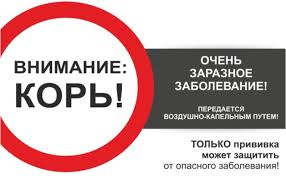 ВНИМАНИЕ:
КОРЬ!
ОЧЕНЬ
ЗАРАЗНОЕ
ЗАБОЛЕВАНИЕ!
ПЕРЕДАЕТСЯ
ВОЗДУШНО-КАПЕЛЬНЫМ ПУТЕМ!
ТОЛЬКО прививка
может защитить
от опасного заболевания!